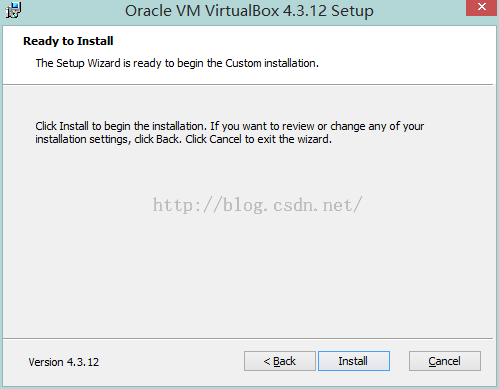 Oracle VM VirtualBox 4.3.12 Setup
Ready to Install
The Setup Wizard is ready to begin the Custom installation.
Click Install to begin the installation. If you want to review or change any of your
installation settings, click Back. Click Cancel to exit the wizard.
http://blog.csdn.net/
Version 4.3.12
< Back
Install
Cancel